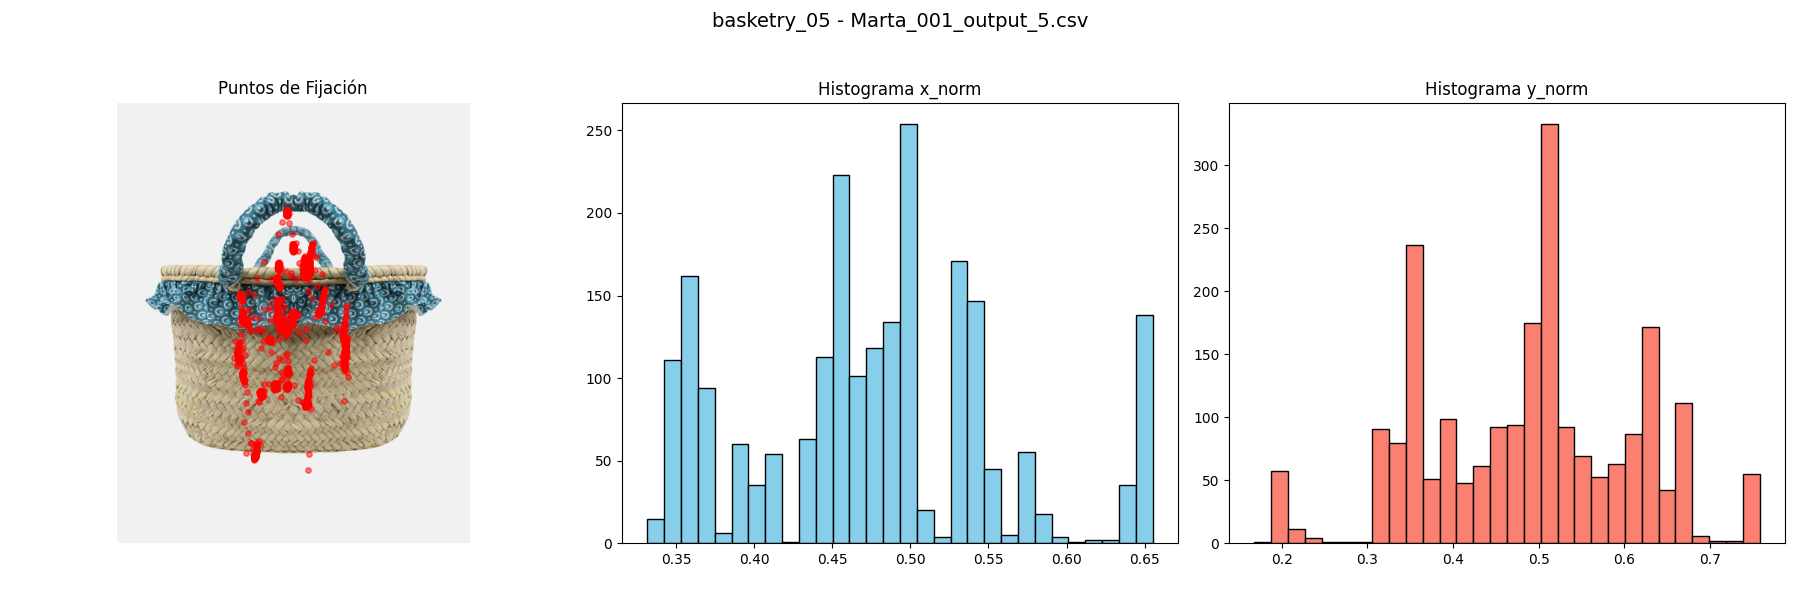 basketry_05 - Marta_001_output_5.csv
Puntos de Fijación
Histograma x_norm
250
200
150
100
50
0
0.35 0.40 0.45 0.50 0.55 0.60 0.65
Histograma y_norm
300
250
200
150
100
50
0
0.2 0.3 0.4 0.5 0.6 0.7